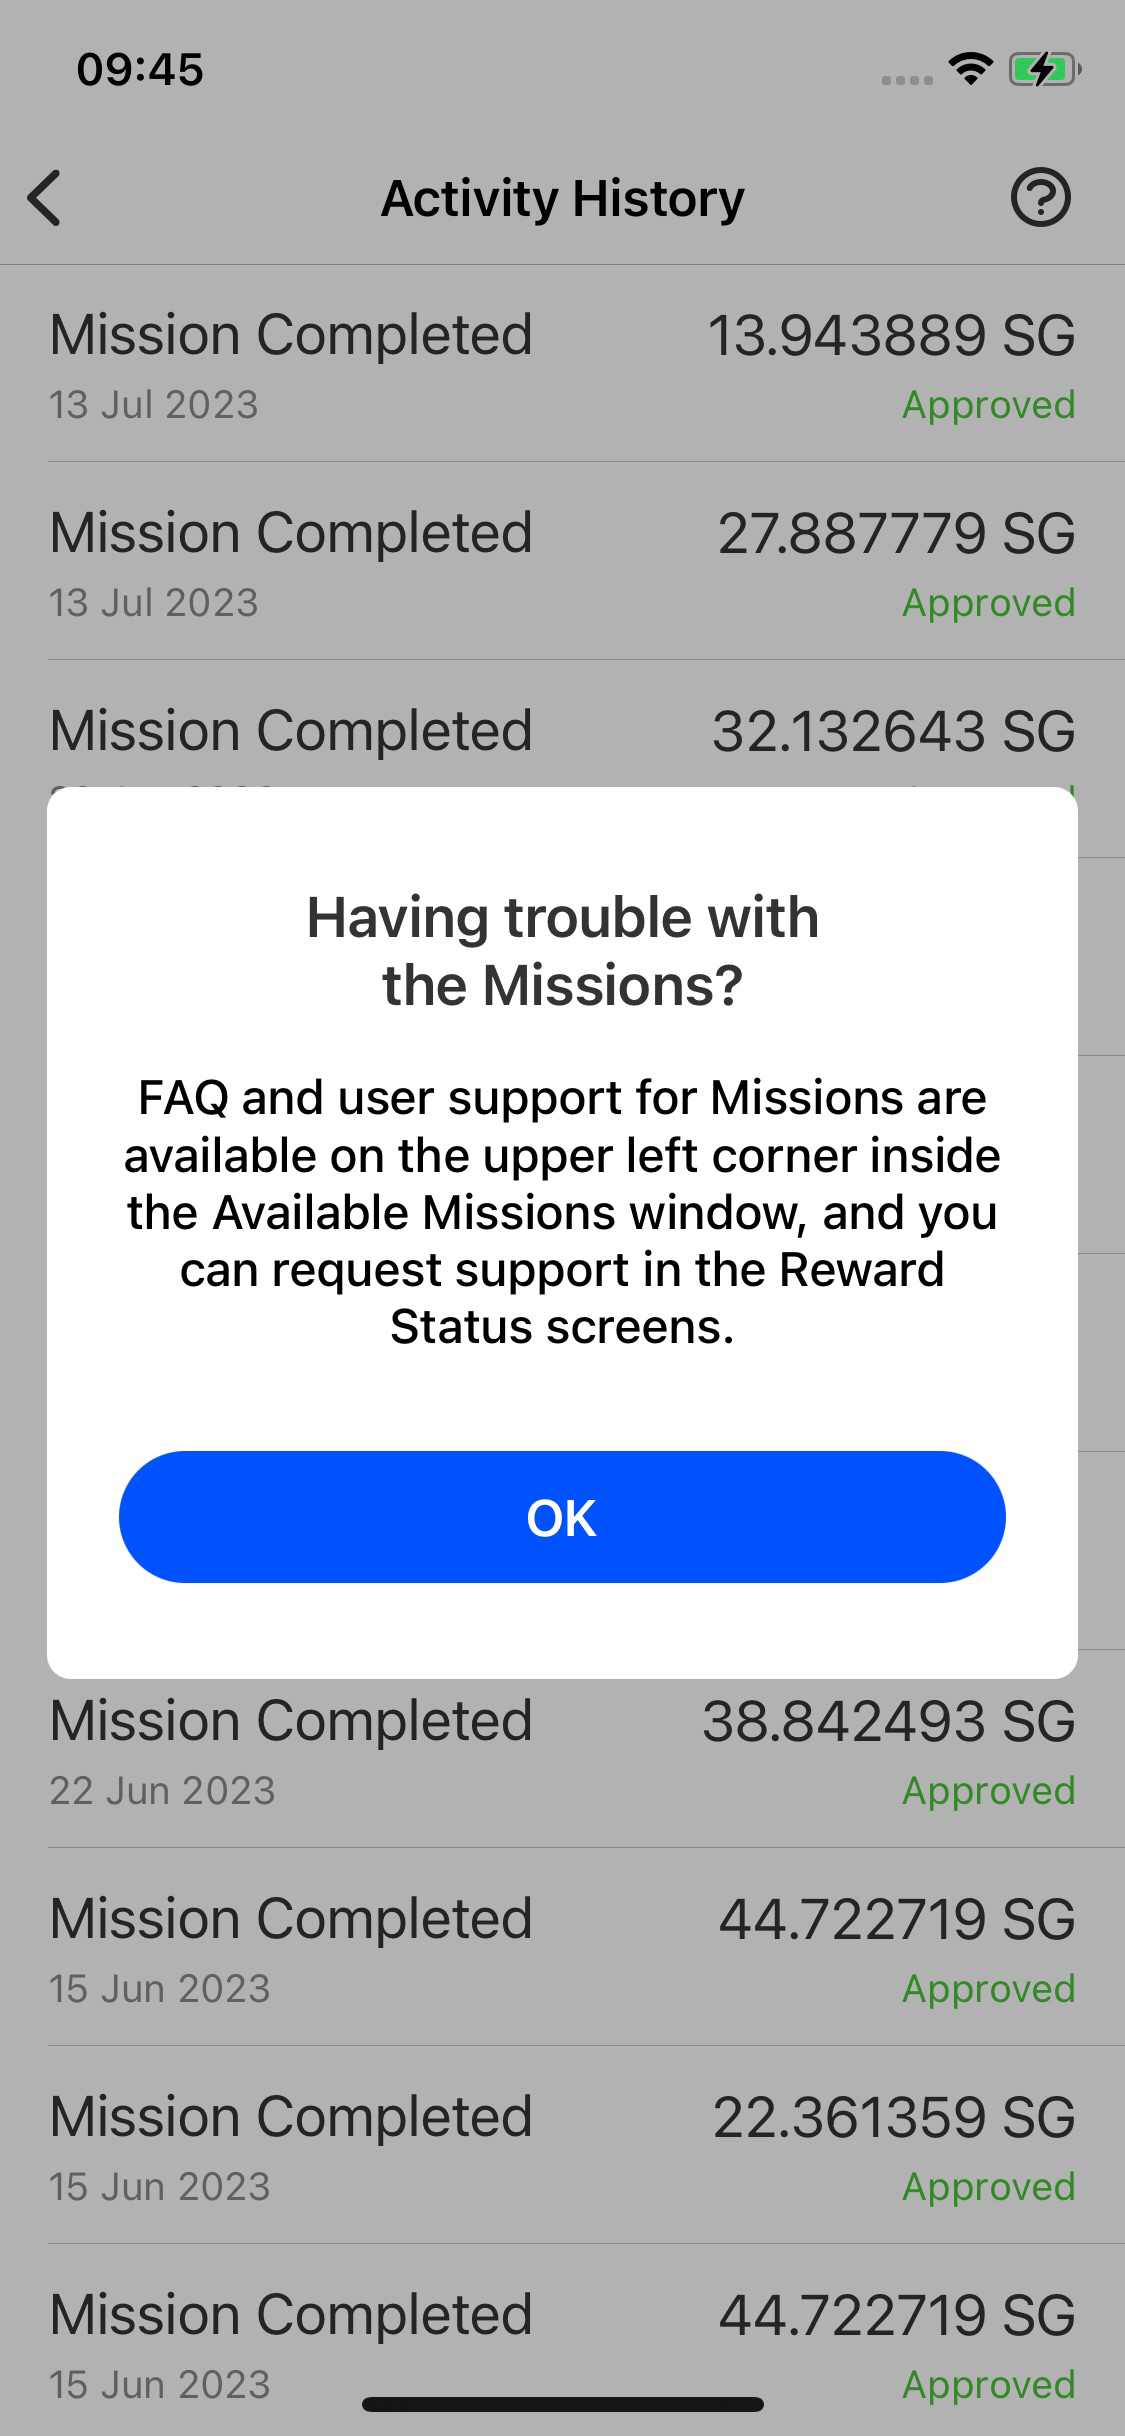 09:45
Activity History
Mission Completed 13.943889 SG
13 Jul 2023 Approved
Mission Completed 27.887779 SG
13 Jul 2023 Approved
Mission Completed 32.132643 SG
Having trouble with
the Missions?
FAQ and user support for Missions are
available on the upper left corner inside
the Available Missions window, and you
can request support in the Reward
Status screens.
OK
Mission Completed 38.842493 SG
22 Jun 2023 Approved
Mission Completed 44.722719 SG
15 Jun 2023 Approved
Mission Completed 22.361359 SG
15 Jun 2023 Approved
Mission Completed 44.722719 SG
15 Jun 2023 Approved